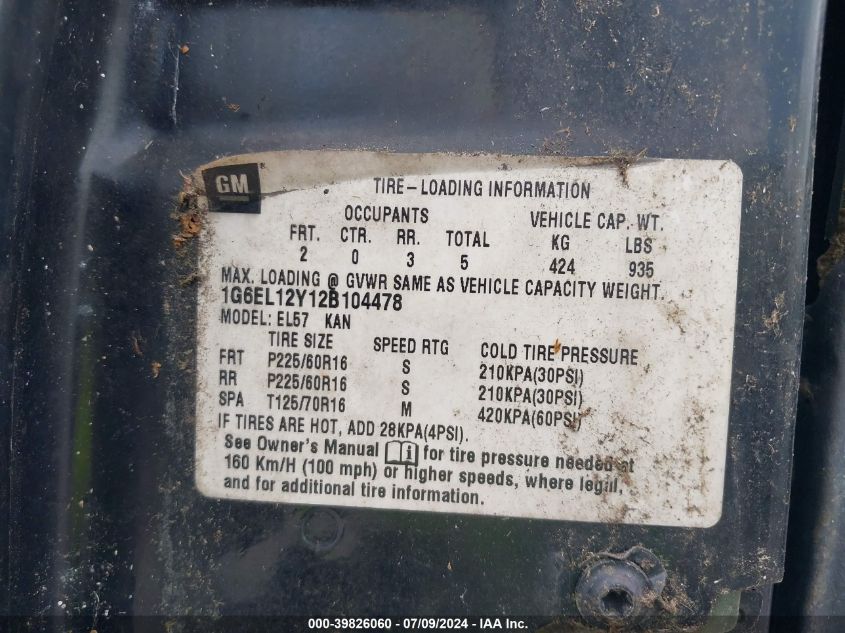 GM
TIRE-LOADING INFORMATION
OCCUPANTS VEHICLE CAP. WT.
FRT. CTR. RR. TOTAL KG LBS
2 0 3 5 424 935
MAX. LOADING @ GVWR SAME AS VEHICLE CAPACITY WEIGHT.
1G6EL12Y12B104478
MODEL: EL57 KAN
TIRE SIZE SPEED RTG COLD TIRE PRESSURE
FRT P225/60R16 S 210KPA(30PSI)
RR P225/60R16 S 210KPA(30PSI)
SPA T125/70R16 M 420KPA(60PSI)
IF TIRES ARE HOT, ADD 28KPA(4PSI).
See Owner's Manual for tire pressure needed at
160 Km/H (100 mph) or higher speeds, where legal,
and for additional tire information.
000-39826060 / 07/09/2024 - IAA Inc.